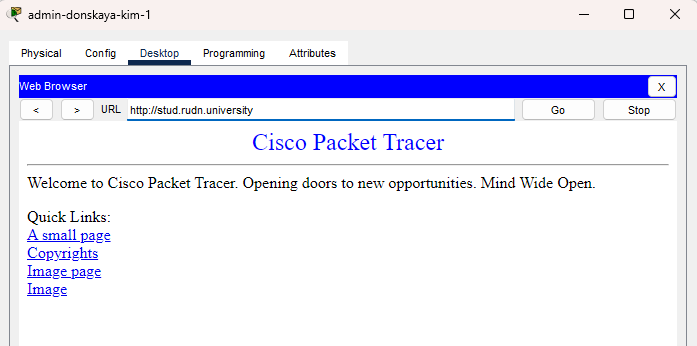 admin-donskaya-kim-1
Physical Config Desktop Programming Attributes
Web Browser X
< > URL http://stud.rudn.university Go Stop
Cisco Packet Tracer
Welcome to Cisco Packet Tracer. Opening doors to new opportunities. Mind Wide Open.
Quick Links:
A small page
Copyrights
Image page
Image